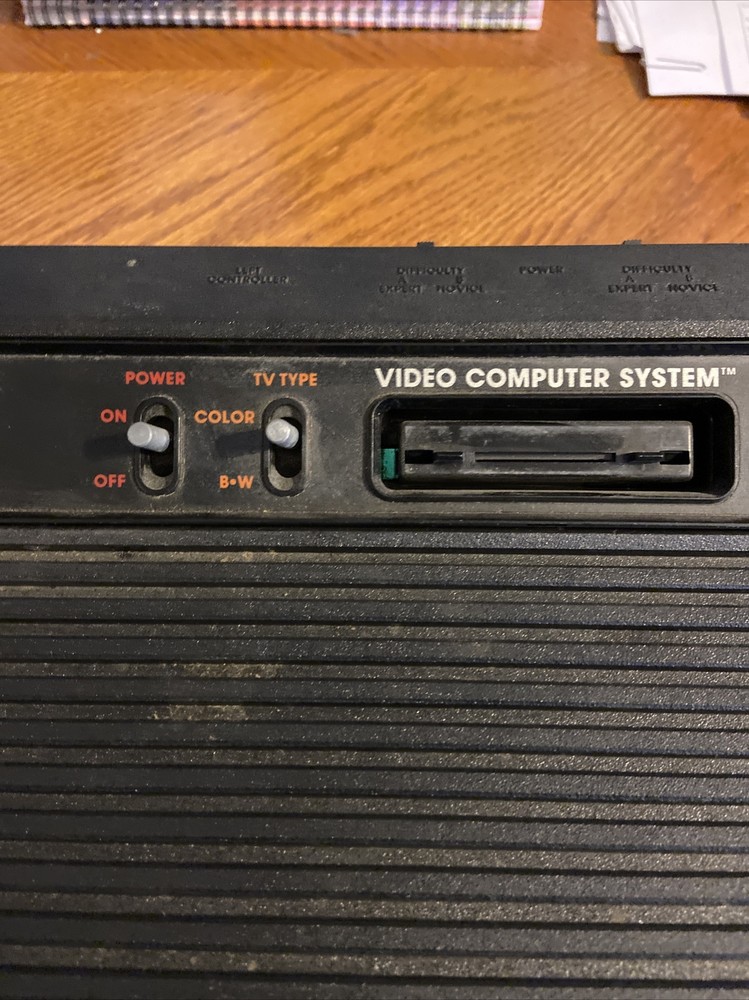 LEFT
CONTROLLER
DIFFICULTY
A B
EXPERT NOVICE
POWER
DIFFICULTY
A B
EXPERT NOVICE
POWER
ON
OFF
TV TYPE
COLOR
B•W
VIDEO COMPUTER SYSTEM™